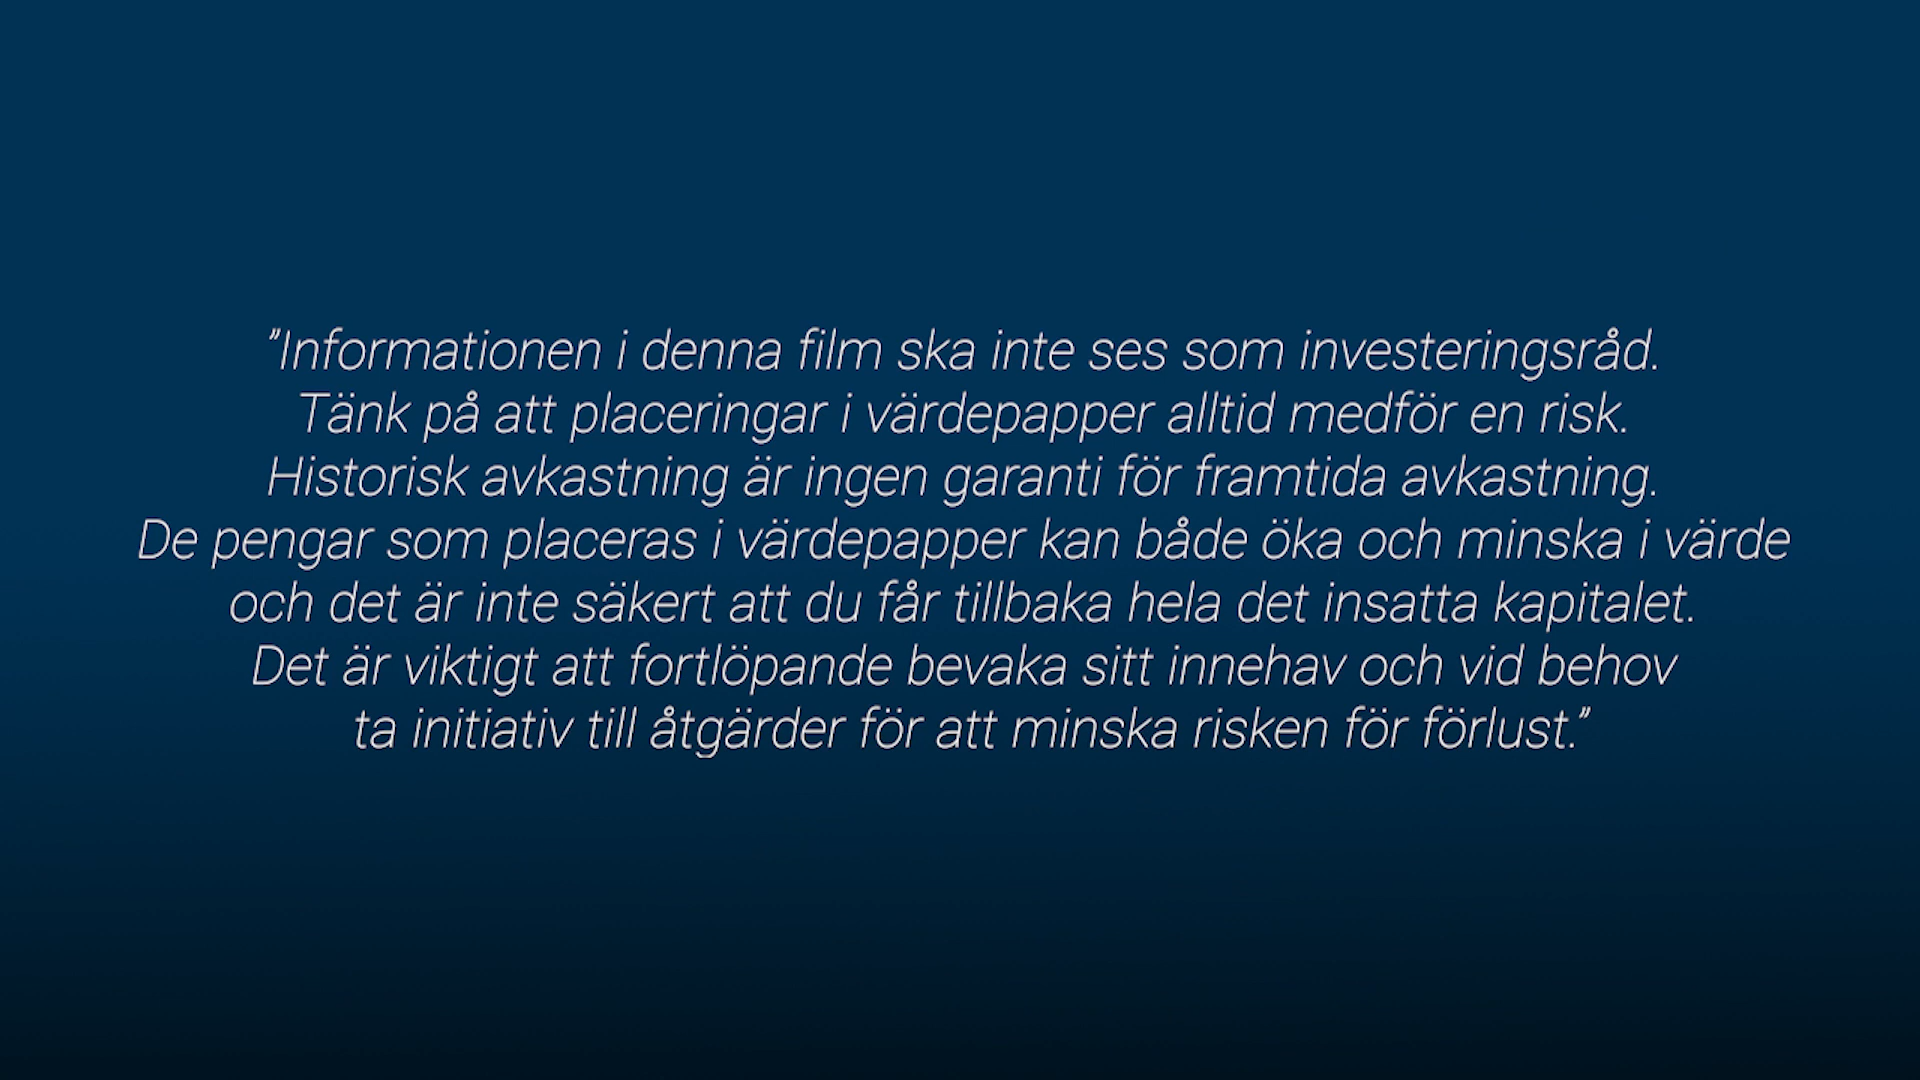 ”Informationen i denna film ska inte ses som investeringsråd.
Tänk på att placeringar i värdepapper alltid medför en risk.
Historisk avkastning är ingen garanti för framtida avkastning.
De pengar som placeras i värdepapper kan både öka och minska i värde
och det är inte säkert att du får tillbaka hela det insatta kapitalet.
Det är viktigt att fortlöpande bevaka sitt innehav och vid behov
ta initiativ till åtgärder för att minska risken för förlust.”